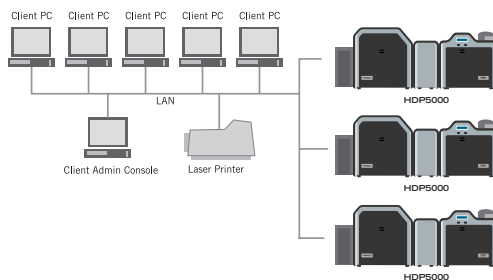 Client PC Client PC Client PC Client PC Client PC
HDP5000
LAN
Client Admin Console
Laser Printer
HDP5000
HDP5000